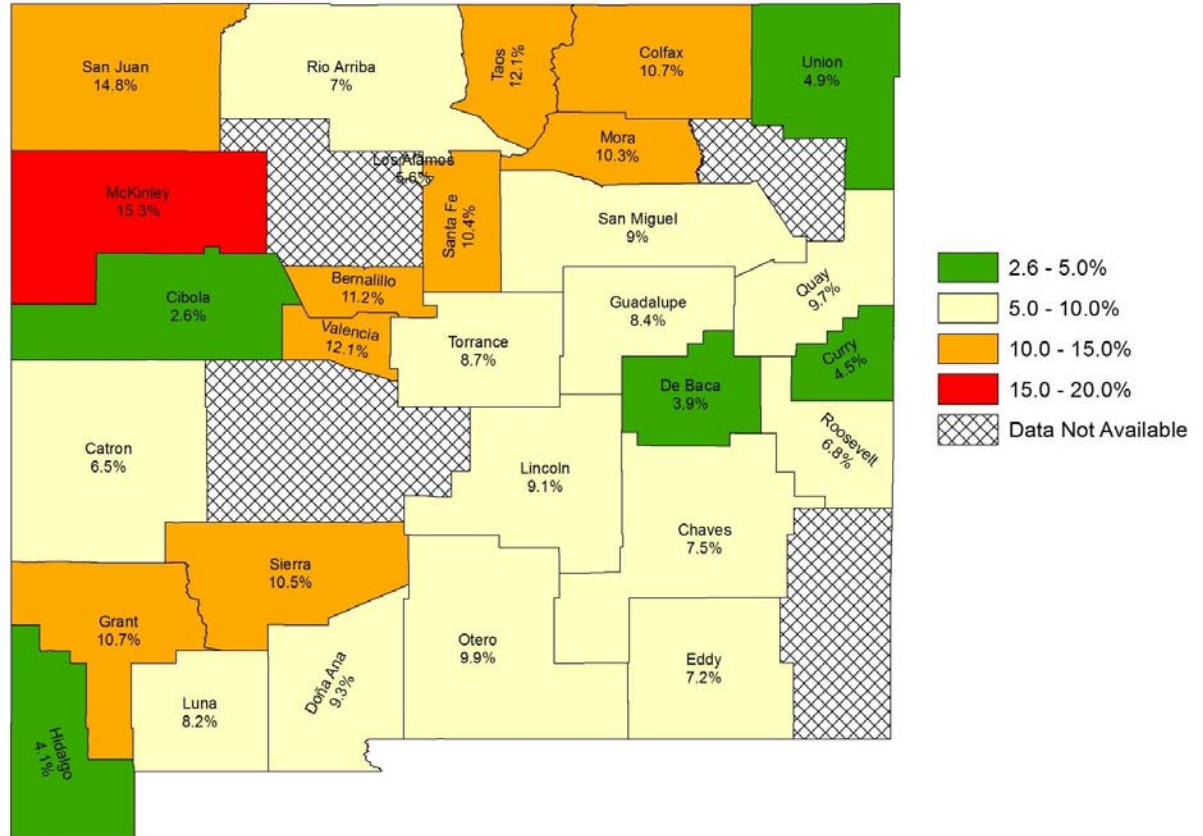 San Juan
14.8%
Rio Arriba
7%
Taos
12.1%
Colfax
10.7%
Union
4.9%
Mora
10.3%
Los Alamos
5.6%
McKinley
15.3%
Santa Fe
10.4%
San Miguel
9%
Bernalillo
11.2%
Cibola
2.6%
Guadalupe
8.4%
Quay
9.7%
Valencia
12.1%
Torrance
8.7%
Curry
4.5%
De Baca
3.9%
Catron
6.5%
Lincoln
9.1%
Roosevelt
6.8%
Chaves
7.5%
Sierra
10.5%
Grant
10.7%
Otero
9.9%
Eddy
7.2%
Doña Ana
9.3%
Luna
8.2%
Hidalgo
4.1%
2.6 - 5.0%
5.0 - 10.0%
10.0 - 15.0%
15.0 - 20.0%
Data Not Available